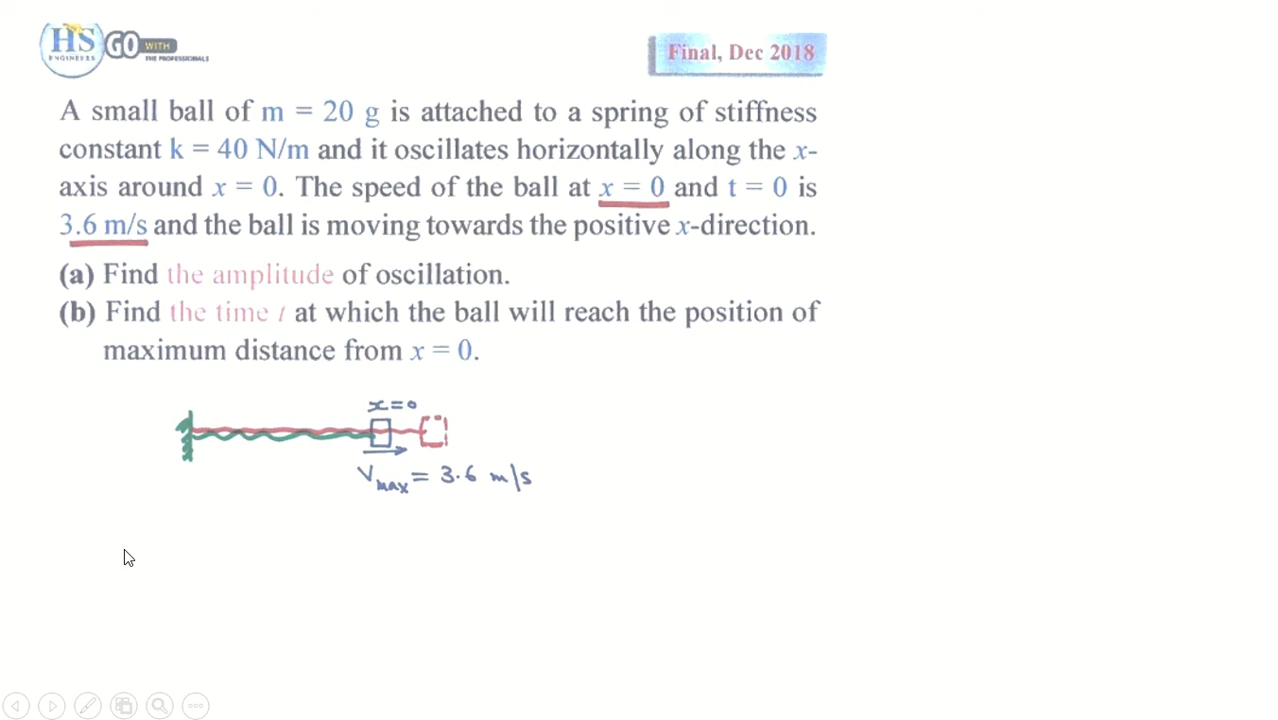 HS
ENGINEERS
GO WITH
THE PROFESSIONALS
Final, Dec 2018
A small ball of m = 20 g is attached to a spring of stiffness
constant k = 40 N/m and it oscillates horizontally along the x-
axis around x = 0. The speed of the ball at x = 0 and t = 0 is
3.6 m/s and the ball is moving towards the positive x-direction.
(a) Find the amplitude of oscillation.
(b) Find the time t at which the ball will reach the position of
maximum distance from x = 0.
x=0
Vmax = 3.6 m/s